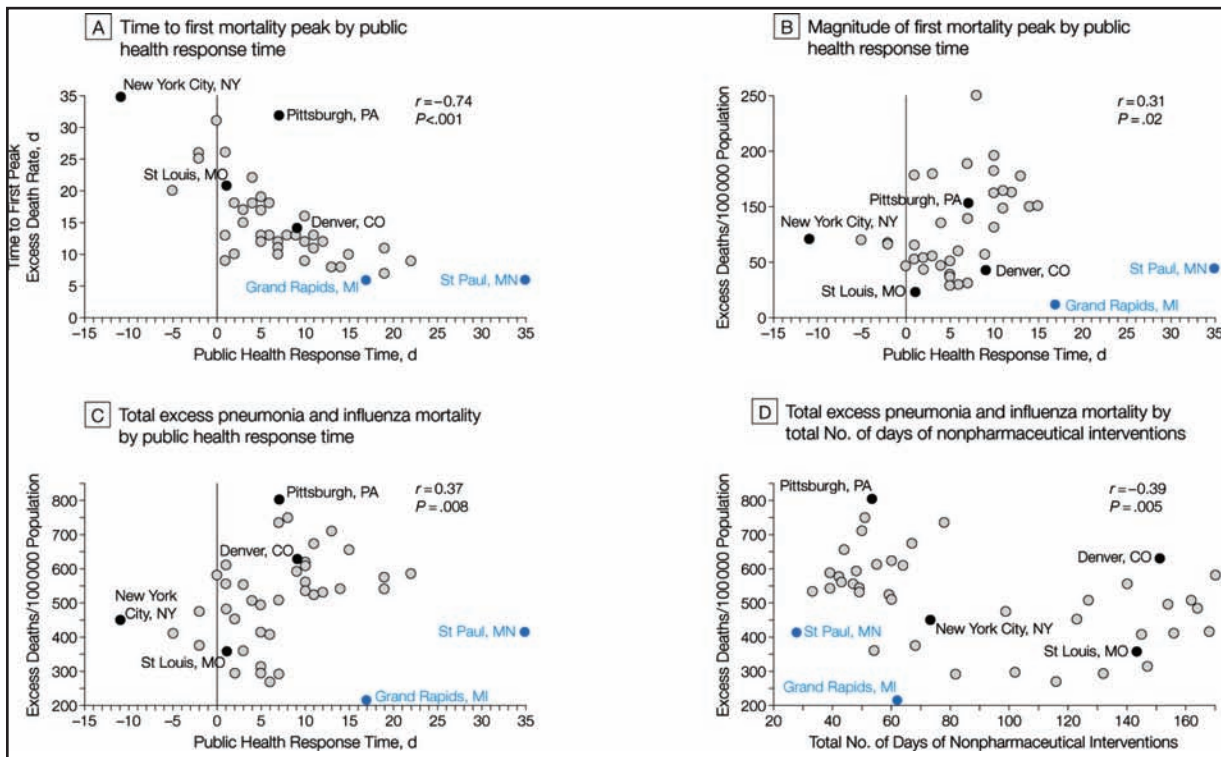 A Time to first mortality peak by public
health response time
New York City, NY
Pittsburgh, PA
r=−0.74
P<.001
St Louis, MO
Denver, CO
Grand Rapids, MI
St Paul, MN
Time to First Peak
Excess Death Rate, d
35
30
25
20
15
10
5
0
−15 −10 −5 0 5 10 15 20 25 30 35
Public Health Response Time, d
B Magnitude of first mortality peak by public
health response time
r=0.31
P=.02
Pittsburgh, PA
New York City, NY
Denver, CO
St Louis, MO
St Paul, MN
Grand Rapids, MI
Excess Deaths/100000 Population
250
200
150
100
50
250
−15 −10 −5 0 5 10 15 20 25 30 35
Public Health Response Time, d
C Total excess pneumonia and influenza mortality
by public health response time
Pittsburgh, PA
r=0.37
P=.008
Denver, CO
New York
City, NY
St Louis, MO
St Paul, MN
Grand Rapids, MI
Excess Deaths/100000 Population
800
700
600
500
400
300
200
−15 −10 −5 0 5 10 15 20 25 30 35
Public Health Response Time, d
D Total excess pneumonia and influenza mortality by
total No. of days of nonpharmaceutical interventions
Pittsburgh, PA
r=−0.39
P=.005
Denver, CO
St Paul, MN
New York City, NY
St Louis, MO
Grand Rapids, MI
Excess Deaths/100000 Population
800
700
600
500
400
300
200
20 40 60 80 100 120 140 160
Total No. of Days of Nonpharmaceutical Interventions